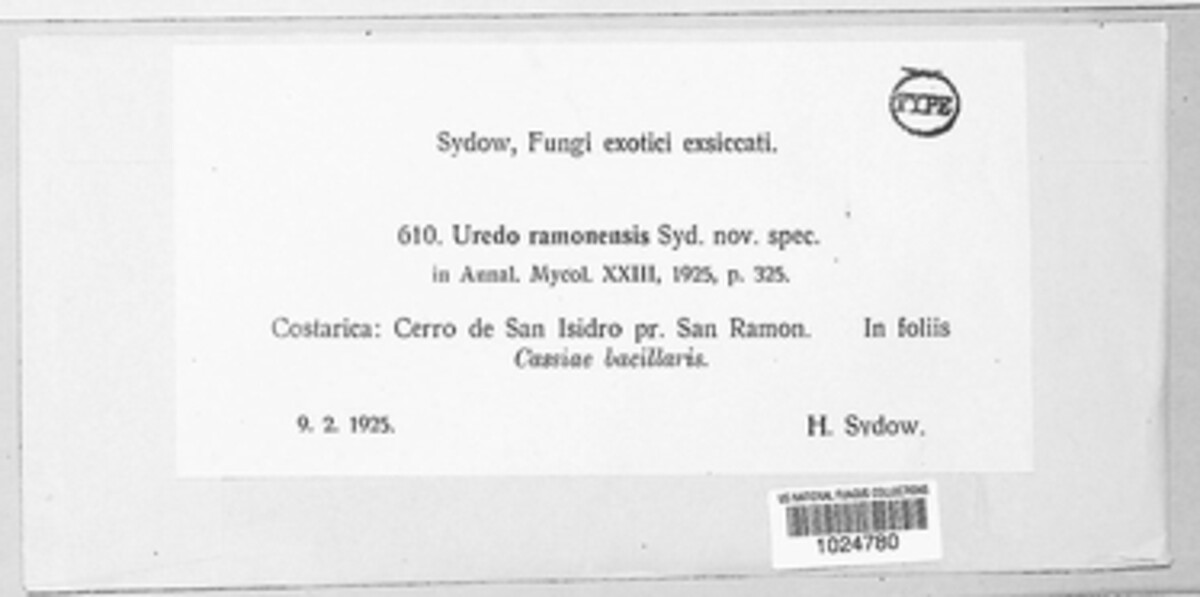 TYPE
Sydow, Fungi exotici exsiccati.
610. Uredo ramonensis Syd. nov. spec.
in Annal. Mycol. XXIII, 1925, p. 325.
Costarica: Cerro de San Isidro pr. San Ramon. In foliis
Cassiae bacillaris.
9. 2. 1925. H. Sydow.
US NATIONAL FUNGUS COLLECTIONS
1024780